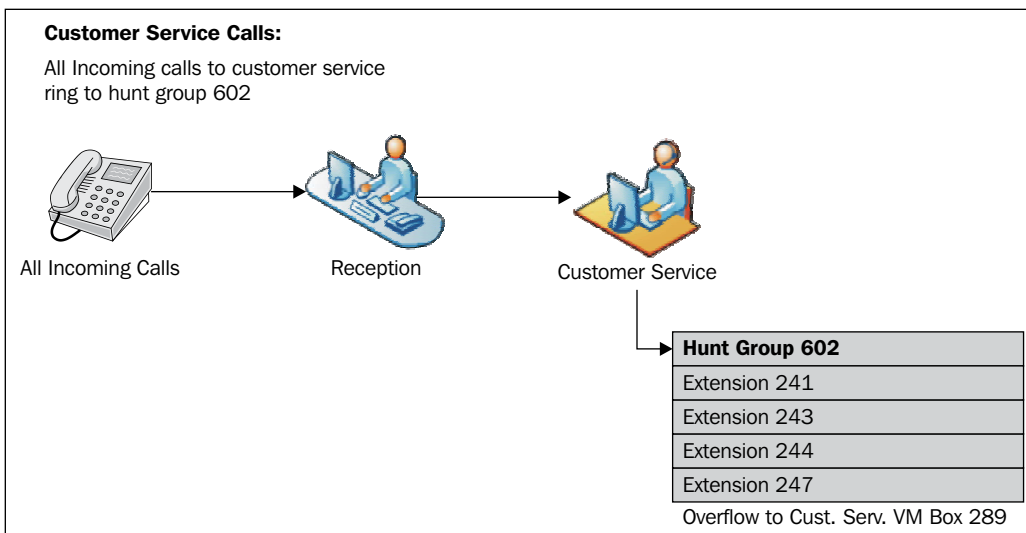 Customer Service Calls:
All Incoming calls to customer service
ring to hunt group 602
All Incoming Calls
Reception
Customer Service
Hunt Group 602
Extension 241
Extension 243
Extension 244
Extension 247
Overflow to Cust. Serv. VM Box 289